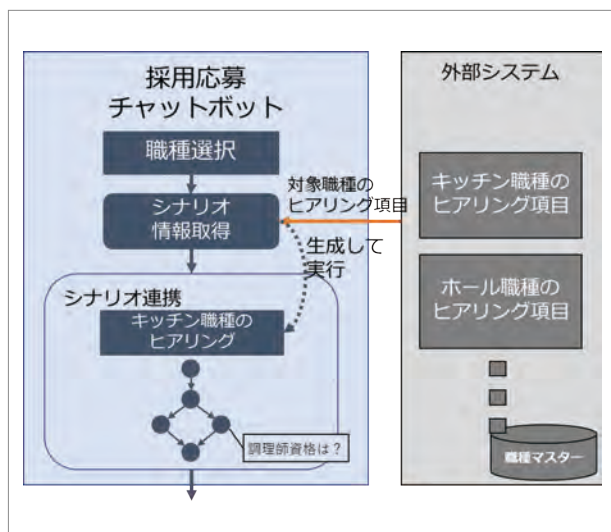 採用応募
チャットボット
職種選択
シナリオ
情報取得
対象職種の
ヒアリング項目
生成して
実行
シナリオ連携
キッチン職種の
ヒアリング
調理師資格は？
外部システム
キッチン職種の
ヒアリング項目
ホール職種の
ヒアリング項目
職種マスター